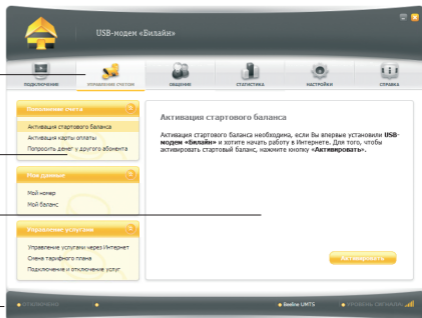 USB-модем «Билайн»
ПОДКЛЮЧЕНИЕ
УПРАВЛЕНИЕ СЧЕТОМ
ОБЩЕНИЕ
СТАТИСТИКА
НАСТРОЙКИ
СПРАВКА
Пополнение счета
Активация стартового баланса
Активация карты оплаты
Попросить денег у другого абонента
Мои данные
Мой номер
Мой баланс
Управление услугами
Управление услугами через Интернет
Смена тарифного плана
Подключение и отключение услуг
Активация стартового баланса
Активация стартового баланса необходима, если Вы впервые установили USB-
модем «Билайн» и хотите начать работу в Интернете. Для того, чтобы
активировать стартовый баланс, нажмите кнопку «Активировать».
Активировать
ОТКЛЮЧЕНО
Beeline UMTS
УРОВЕНЬ СИГНАЛА